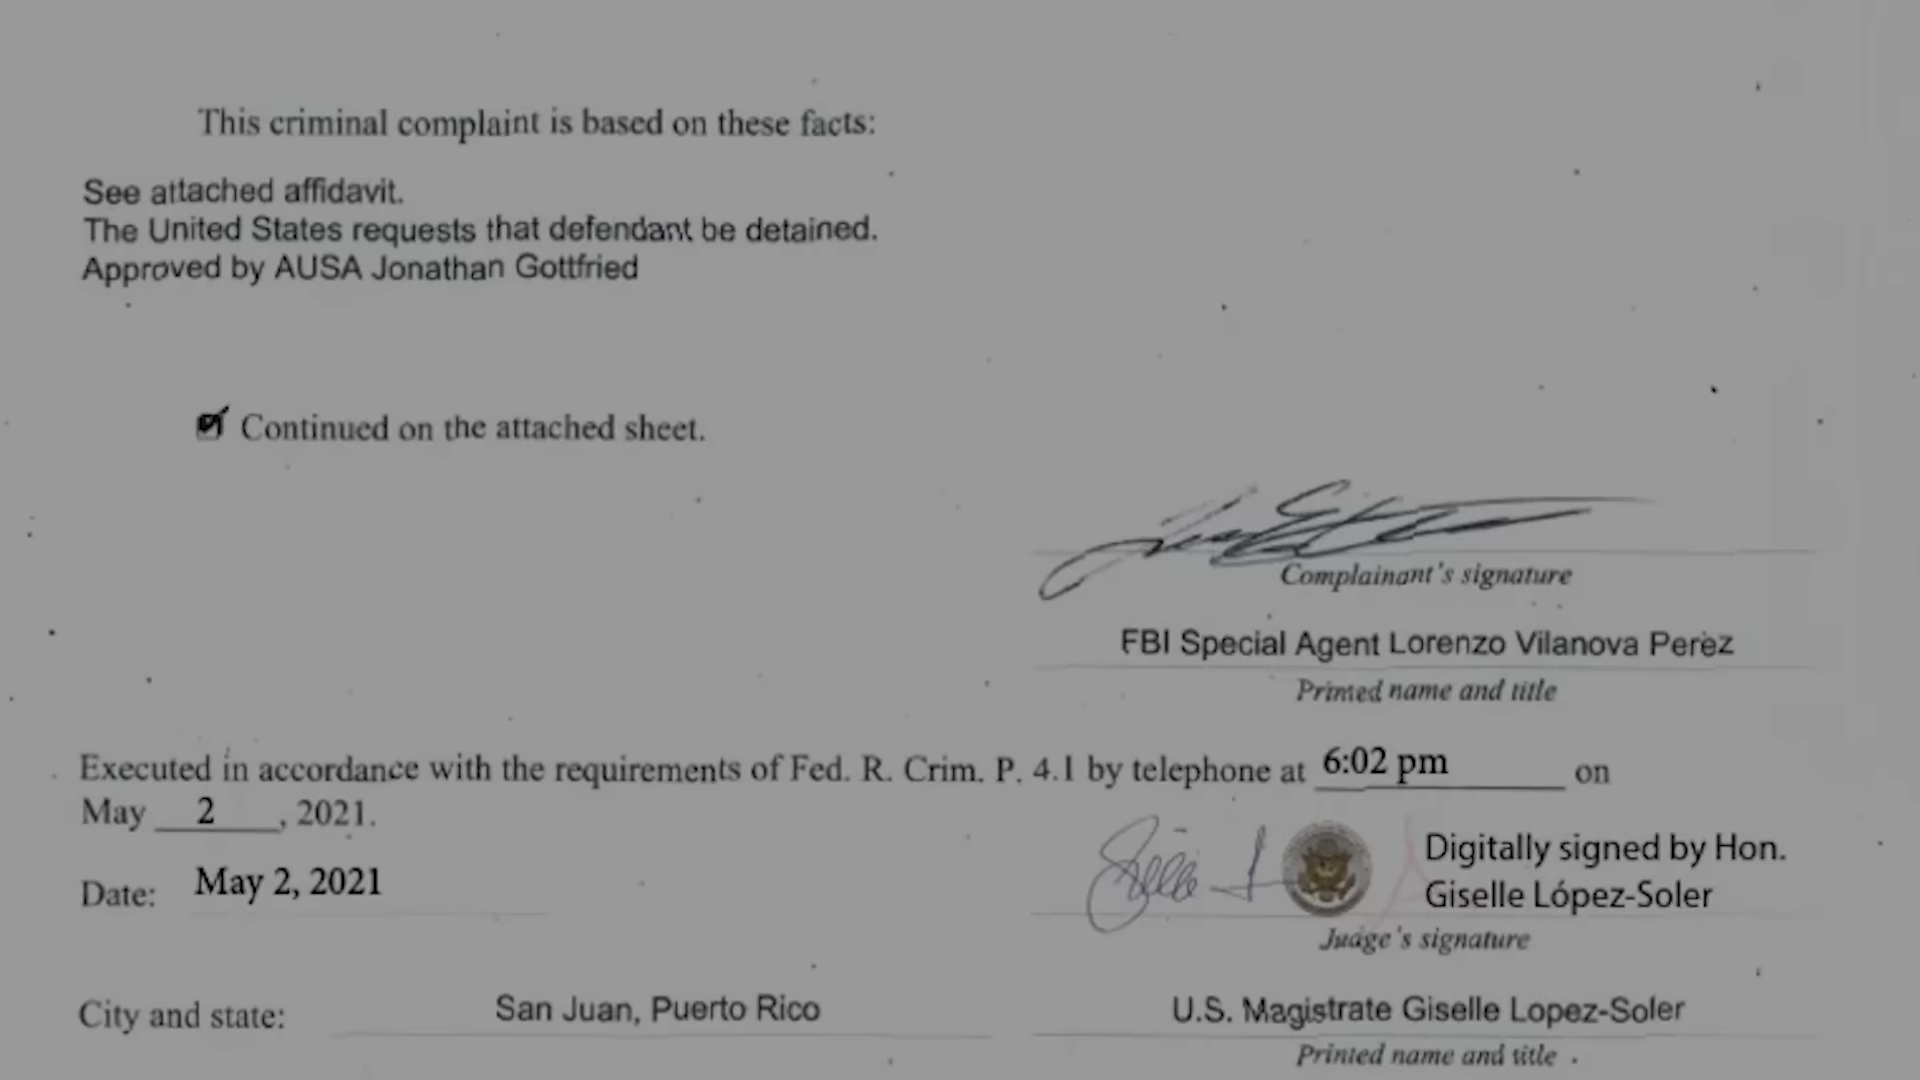 This criminal complaint is based on these facts:
See attached affidavit.
The United States requests that defendant be detained.
Approved by AUSA Jonathan Gottfried
Continued on the attached sheet.
Complainant's signature
FBI Special Agent Lorenzo Vilanova Perez
Printed name and title
Executed in accordance with the requirements of Fed. R. Crim. P. 4.1 by telephone at 6:02 pm on
May 2, 2021.
Digitally signed by Hon.
Giselle López-Soler
Date: May 2, 2021
Judge's signature
City and state: San Juan, Puerto Rico
U.S. Magistrate Giselle Lopez-Soler
Printed name and title